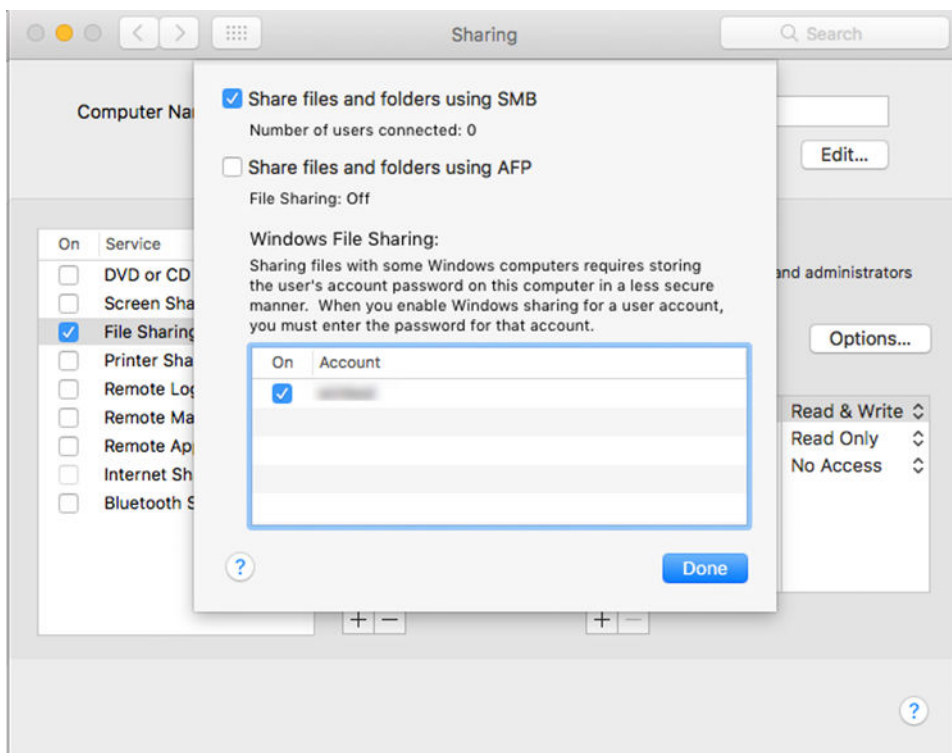 Sharing
Search
Computer Na
Edit...
Share files and folders using SMB
Number of users connected: 0
Share files and folders using AFP
File Sharing: Off
Windows File Sharing:
Sharing files with some Windows computers requires storing
the user's account password on this computer in a less secure
manner. When you enable Windows sharing for a user account,
you must enter the password for that account.
On Account
?
Done
On Service
DVD or CD
Screen Sha
File Sharing
Printer Sha
Remote Log
Remote Ma
Remote Ap
Internet Sh
Bluetooth S
and administrators
Options...
Read & Write
Read Only
No Access
+ −
+ −
?